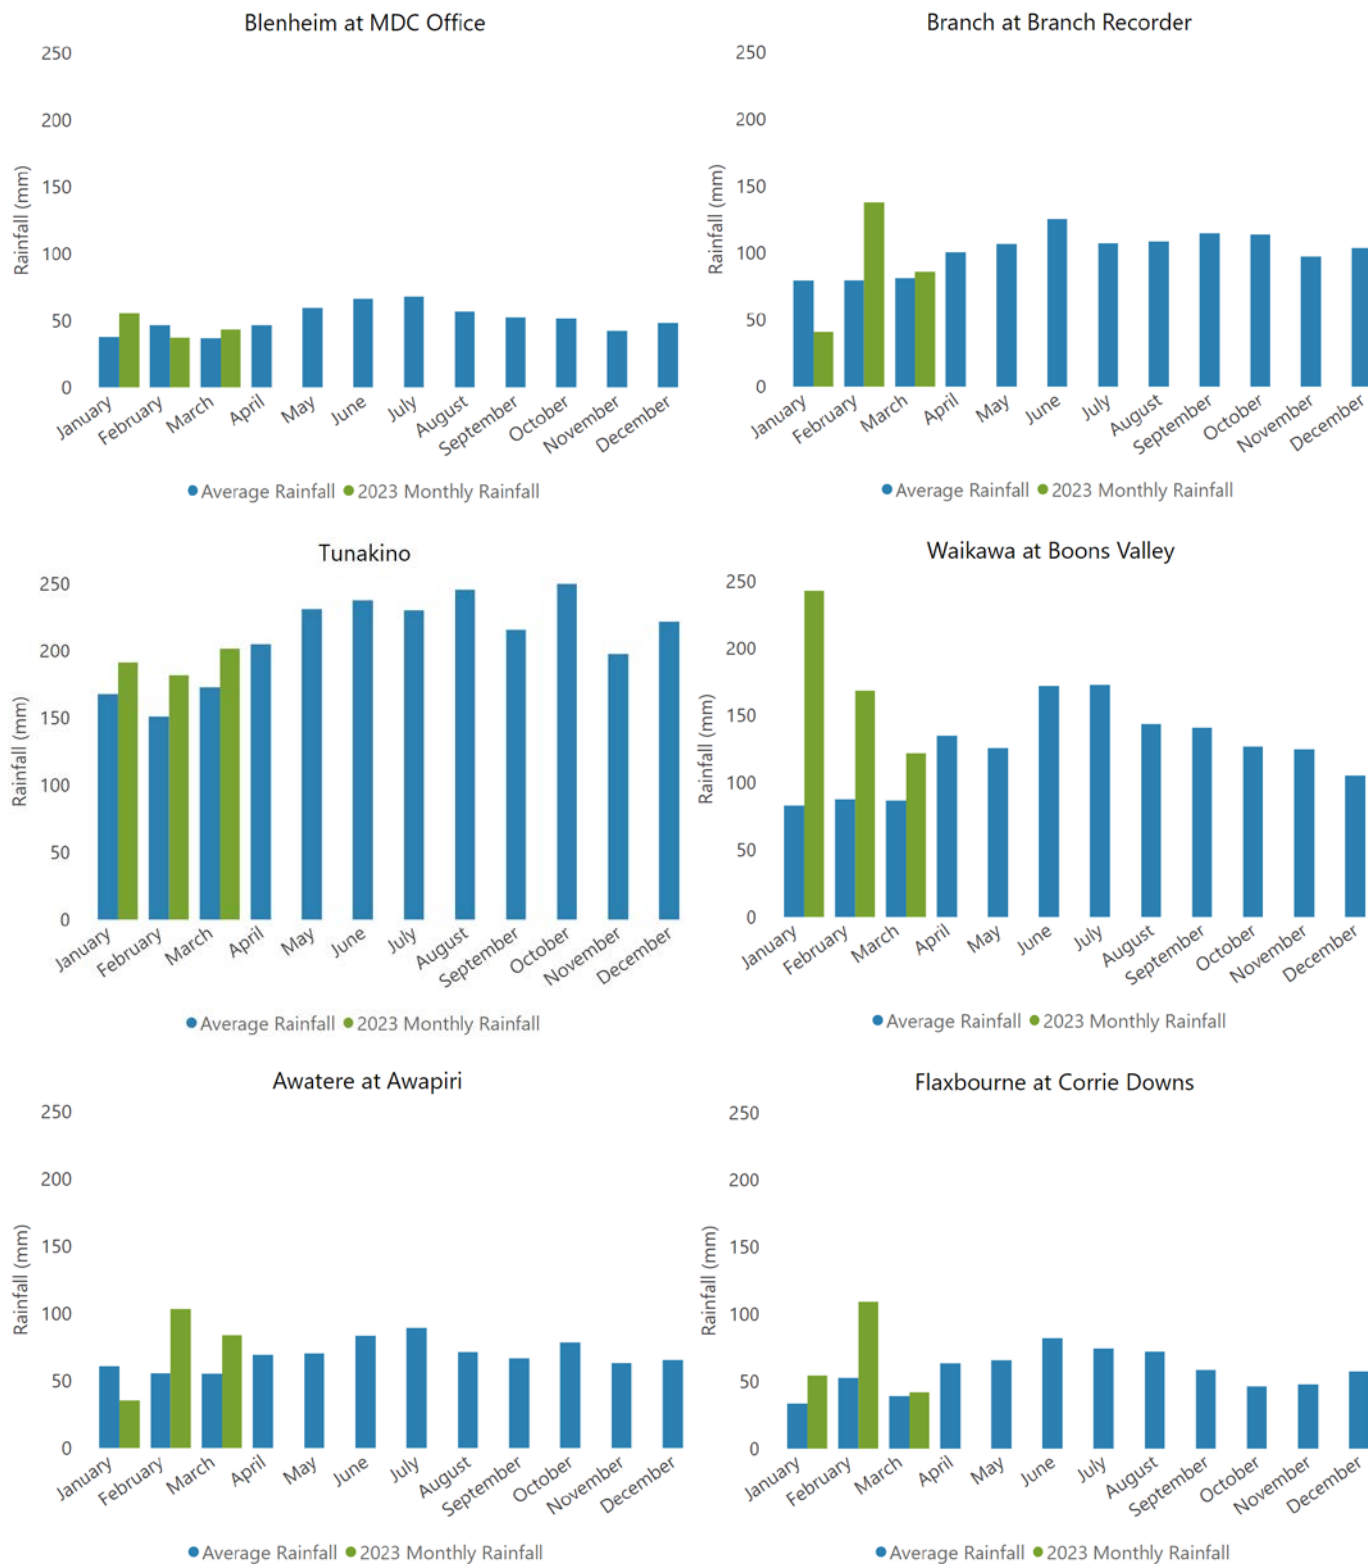 Blenheim at MDC Office
250
200
150
100
50
0
Rainfall (mm)
January February March April May June July August September October November December
Average Rainfall 2023 Monthly Rainfall
Branch at Branch Recorder
250
200
150
100
50
0
Rainfall (mm)
January February March April May June July August September October November December
Average Rainfall 2023 Monthly Rainfall
Tunakino
250
200
150
100
50
0
Rainfall (mm)
January February March April May June July August September October November December
Average Rainfall 2023 Monthly Rainfall
Waikawa at Boons Valley
250
200
150
100
50
0
Rainfall (mm)
January February March April May June July August September October November December
Average Rainfall 2023 Monthly Rainfall
Awatere at Awapiri
250
200
150
100
50
0
Rainfall (mm)
January February March April May June July August September October November December
Average Rainfall 2023 Monthly Rainfall
Flaxbourne at Corrie Downs
250
200
150
100
50
0
Rainfall (mm)
January February March April May June July August September October November December
Average Rainfall 2023 Monthly Rainfall